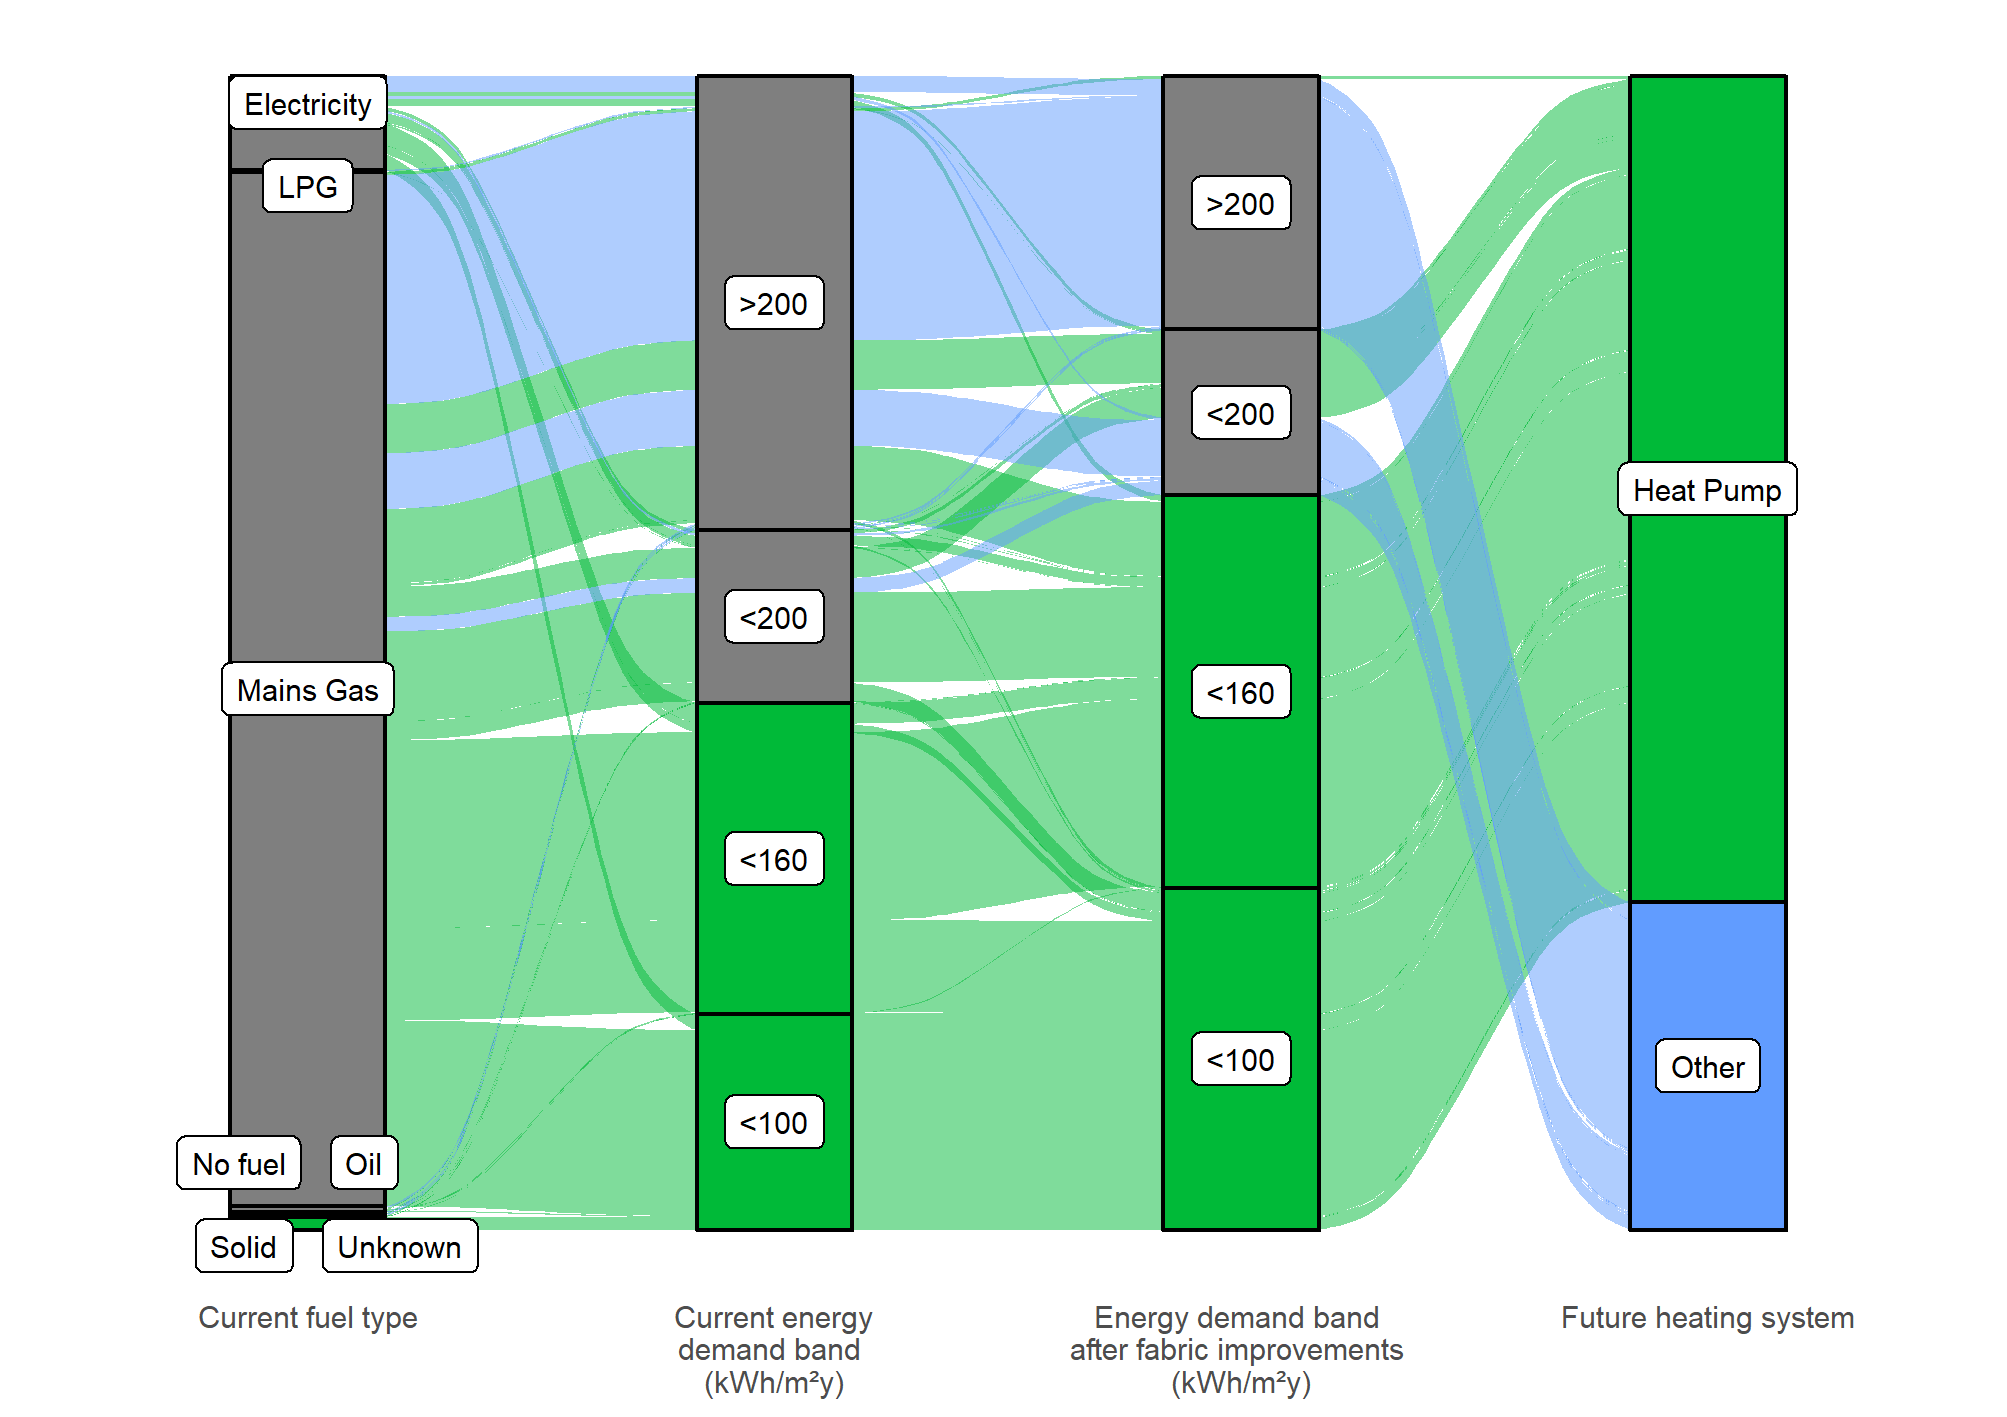 Electricity
LPG
Mains Gas
No fuel
Oil
Solid
Unknown
>200
<200
<160
<100
>200
<200
<160
<100
Heat Pump
Other
Current fuel type
Current energy
demand band
(kWh/m²y)
Energy demand band
after fabric improvements
(kWh/m²y)
Future heating system